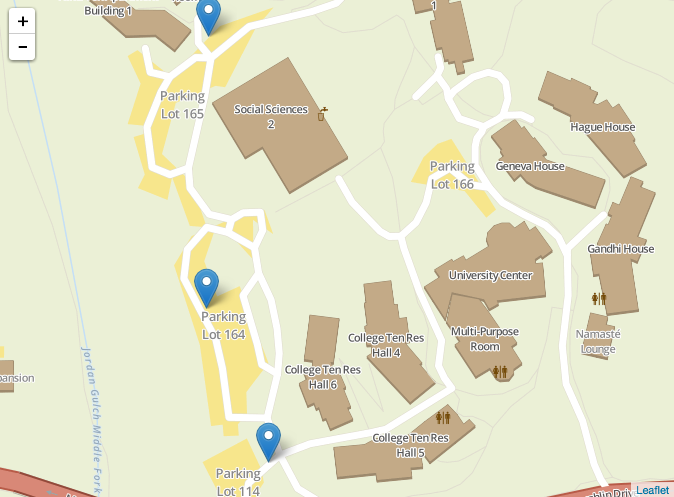 +
−
Building 1
1
Parking
Lot 165
Social Sciences
2
Hague House
Parking
Lot 166
Geneva House
Gandhi House
University Center
Parking
Lot 164
Multi-Purpose
Room
College Ten Res
Hall 4
Namasté
Lounge
College Ten Res
Hall 6
Jordan Gulch Middle Fork
College Ten Res
Hall 5
Parking
Lot 114
Leaflet